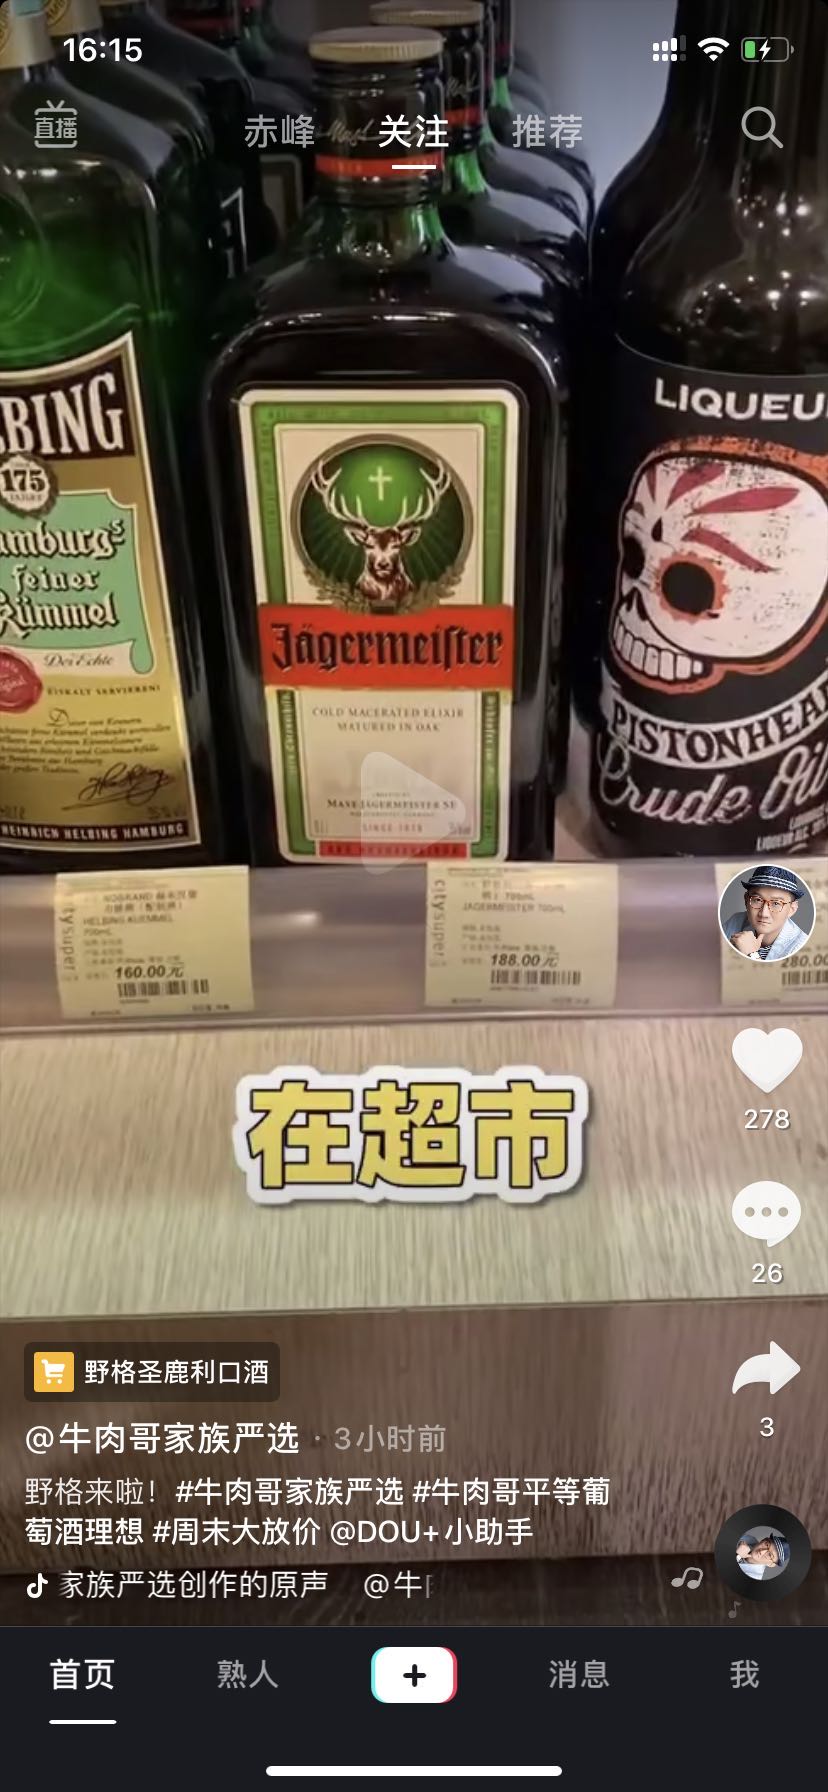 16:15
直播
赤峰
关注
推荐
BING
175
JAHRE
amburg's
feiner
Kümmel
Des Echte
EISKALT SERVIEREN!
HEINRICH HELBING HAMBURG
Jägermeister
COLD MACERATED ELIXIR
MATURED IN OAK
MAST-JÄGERMEISTER SE
SINCE 1878
LIQUEU
PISTONHEA
Crude Oil
citysuper
HELBING KUEMMEL
700mL
160.00元
citysuper
JAGERMEISTER 700mL
188.00元
280.00
在超市
278
26
3
野格圣鹿利口酒
@牛肉哥家族严选 · 3小时前
野格来啦！#牛肉哥家族严选 #牛肉哥平等葡
萄酒理想 #周末大放价 @DOU+小助手
家族严选创作的原声 @牛
首页
熟人
消息
我